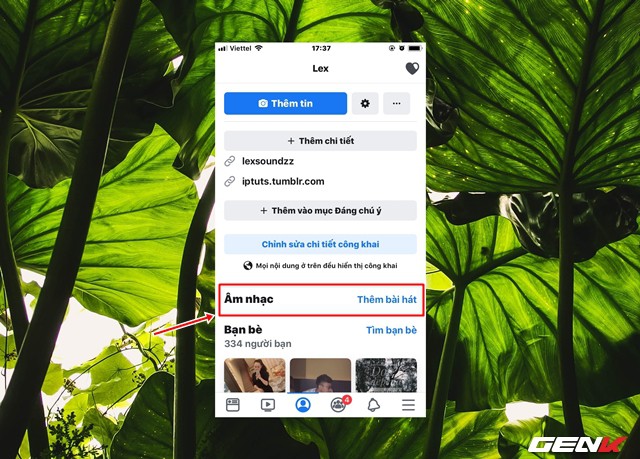 Viettel 17:37
Lex
Thêm tin
+ Thêm chi tiết
lexsoundzz
iptuts.tumblr.com
+ Thêm vào mục Đáng chú ý
Chỉnh sửa chi tiết công khai
Mọi nội dung ở trên đều hiển thị công khai
Âm nhạc Thêm bài hát
Bạn bè Tìm bạn bè
334 người bạn
4
GENK